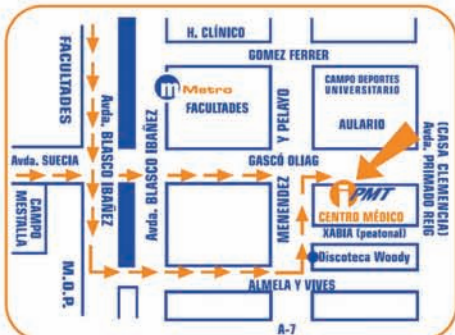 H. CLÍNICO
GOMEZ FERRER
FACULTADES
Avda. BLASCO IBAÑEZ
m Metro
FACULTADES
Y PELAYO
CAMPO DEPORTES
UNIVERSITARIO
AULARIO
(CASA CLEMENCIA)
Avda. PRIMADO REIG
Avda. SUECIA
Avda. BLASCO IBAÑEZ
GASCÓ OLIAG
MENENDEZ
CAMPO
MESTALLA
PMT
CENTRO MÉDICO
XABIA (peatonal)
Discoteca Woody
M.O.P.
ALMELA Y VIVES
A-7